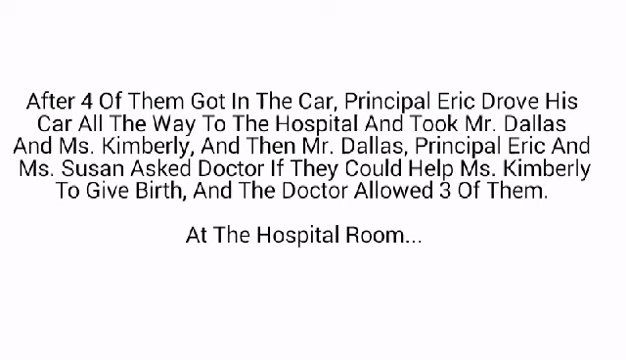 After 4 Of Them Got In The Car, Principal Eric Drove His
Car All The Way To The Hospital And Took Mr. Dallas
And Ms. Kimberly, And Then Mr. Dallas, Principal Eric And
Ms. Susan Asked Doctor If They Could Help Ms. Kimberly
To Give Birth, And The Doctor Allowed 3 Of Them.
At The Hospital Room...